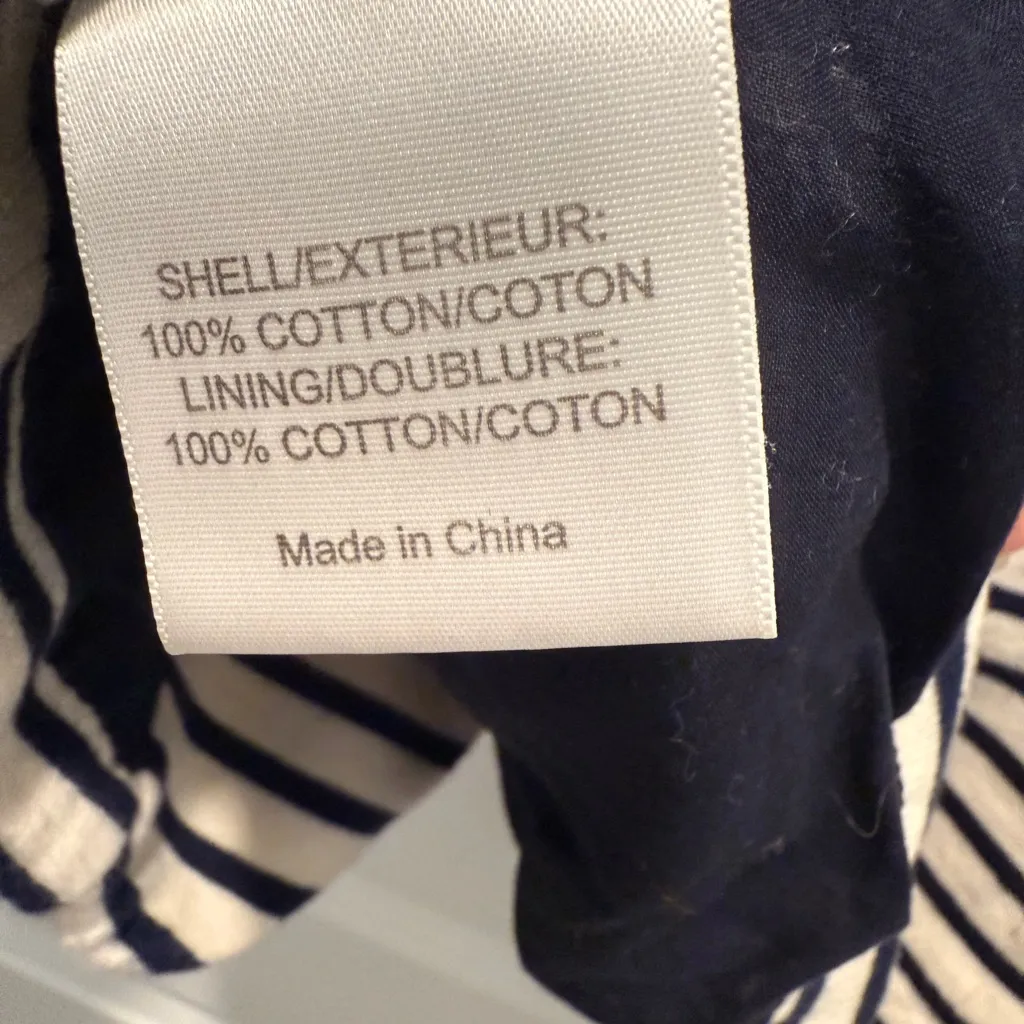 SHELL/EXTERIEUR:
100% COTTON/COTON
LINING/DOUBLURE:
100% COTTON/COTON
Made in China